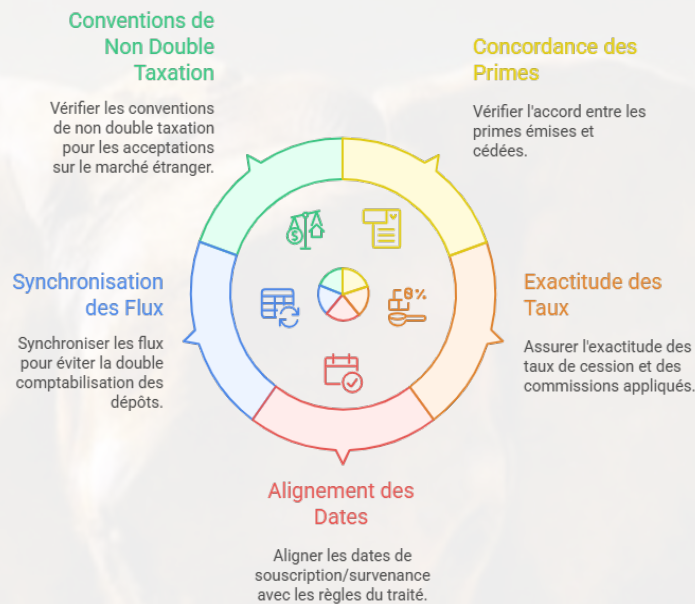 Conventions de
Non Double
Taxation
Vérifier les conventions
de non double taxation
pour les acceptations
sur le marché étranger.
Concordance des
Primes
Vérifier l'accord entre les
primes émises et
cédées.
Synchronisation
des Flux
Synchroniser les flux
pour éviter la double
comptabilisation des
dépôts.
Exactitude des
Taux
Assurer l'exactitude des
taux de cession et des
commissions appliqués.
Alignement des
Dates
Aligner les dates de
souscription/survenance
avec les règles du traité.